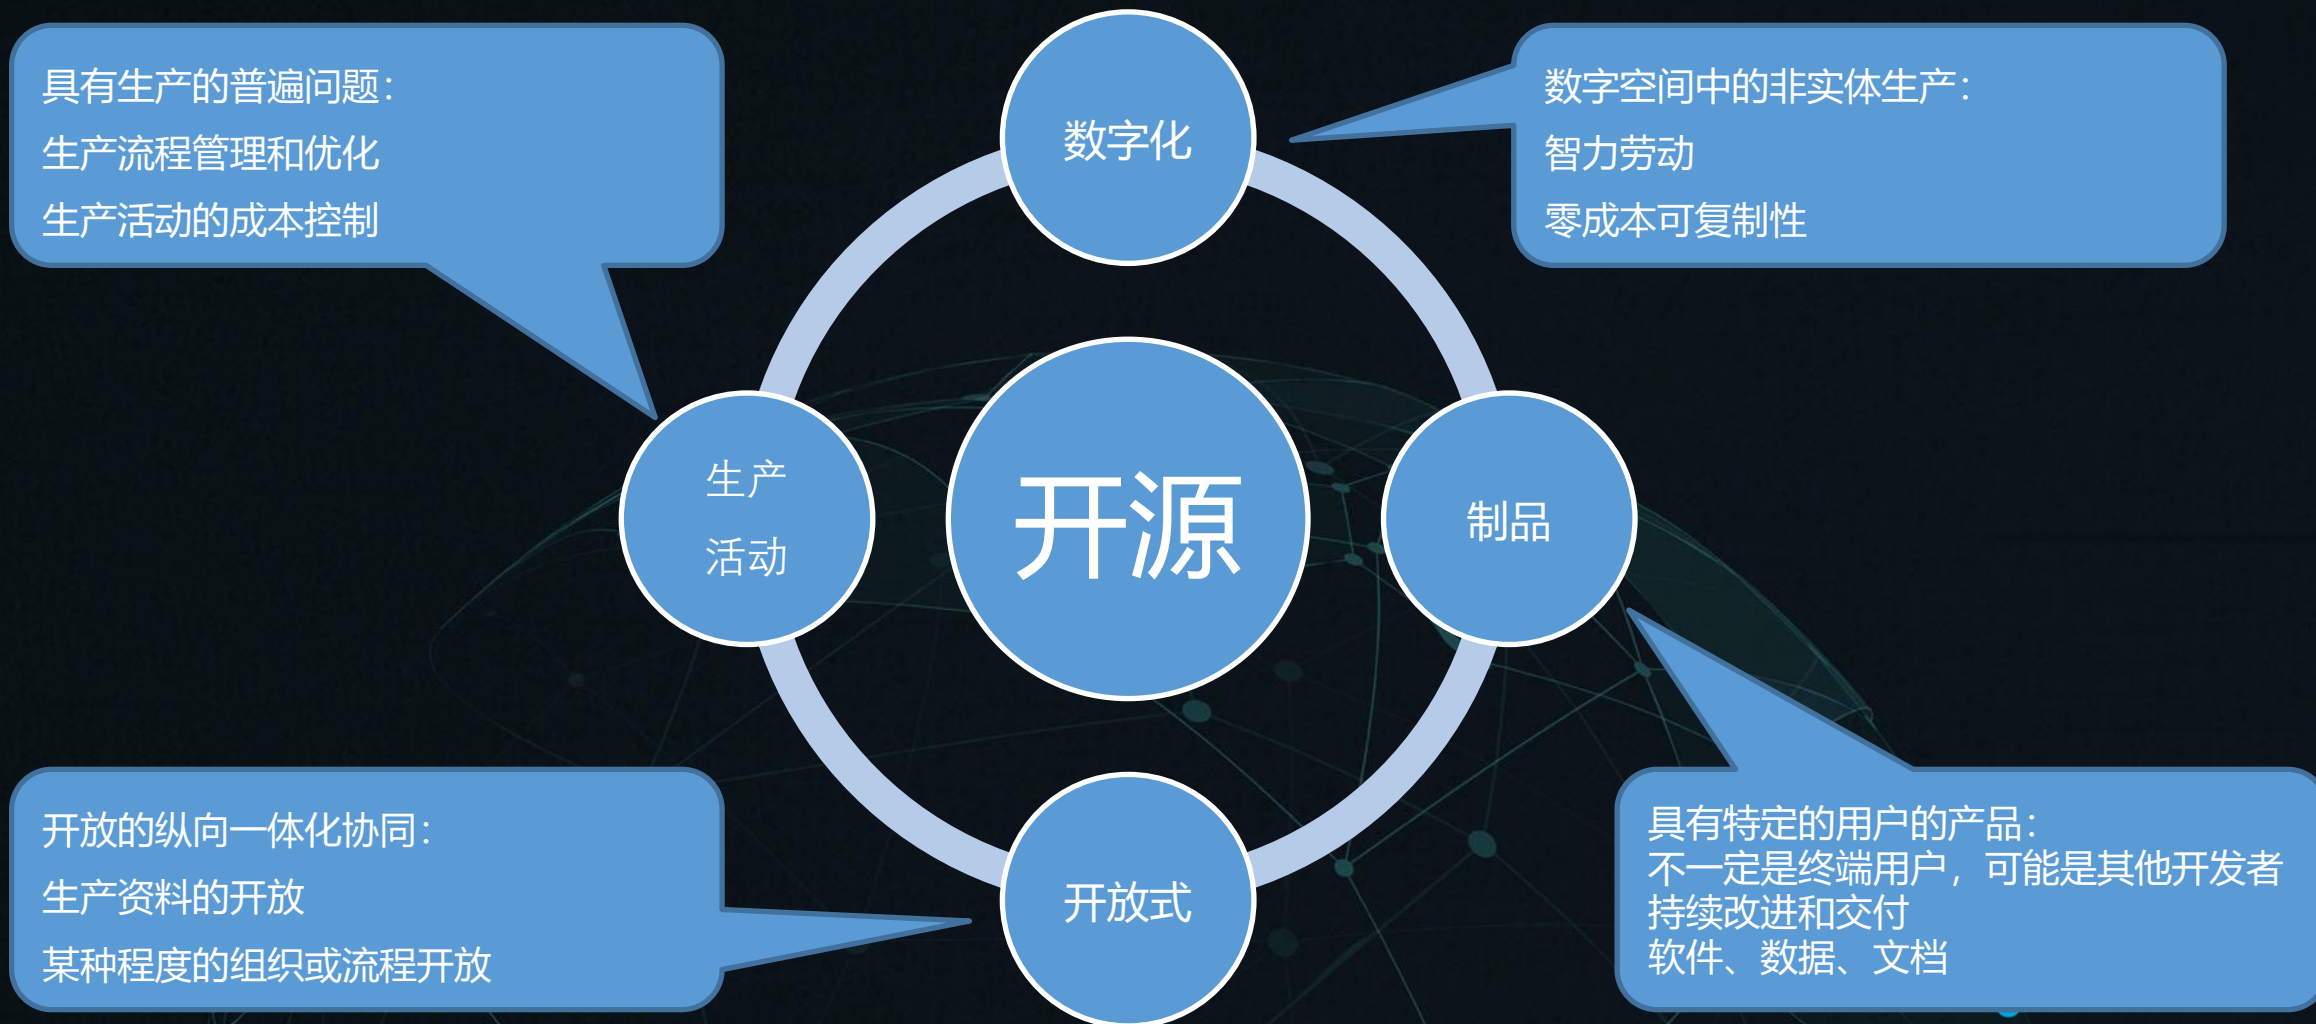 具有生产的普遍问题：
生产流程管理和优化
生产活动的成本控制
数字化
数字空间中的非实体生产：
智力劳动
零成本可复制性
生产
活动
开源
制品
开放的纵向一体化协同：
生产资料的开放
某种程度的组织或流程开放
开放式
具有特定的用户的产品：
不一定是终端用户，可能是其他开发者
持续改进和交付
软件、数据、文档